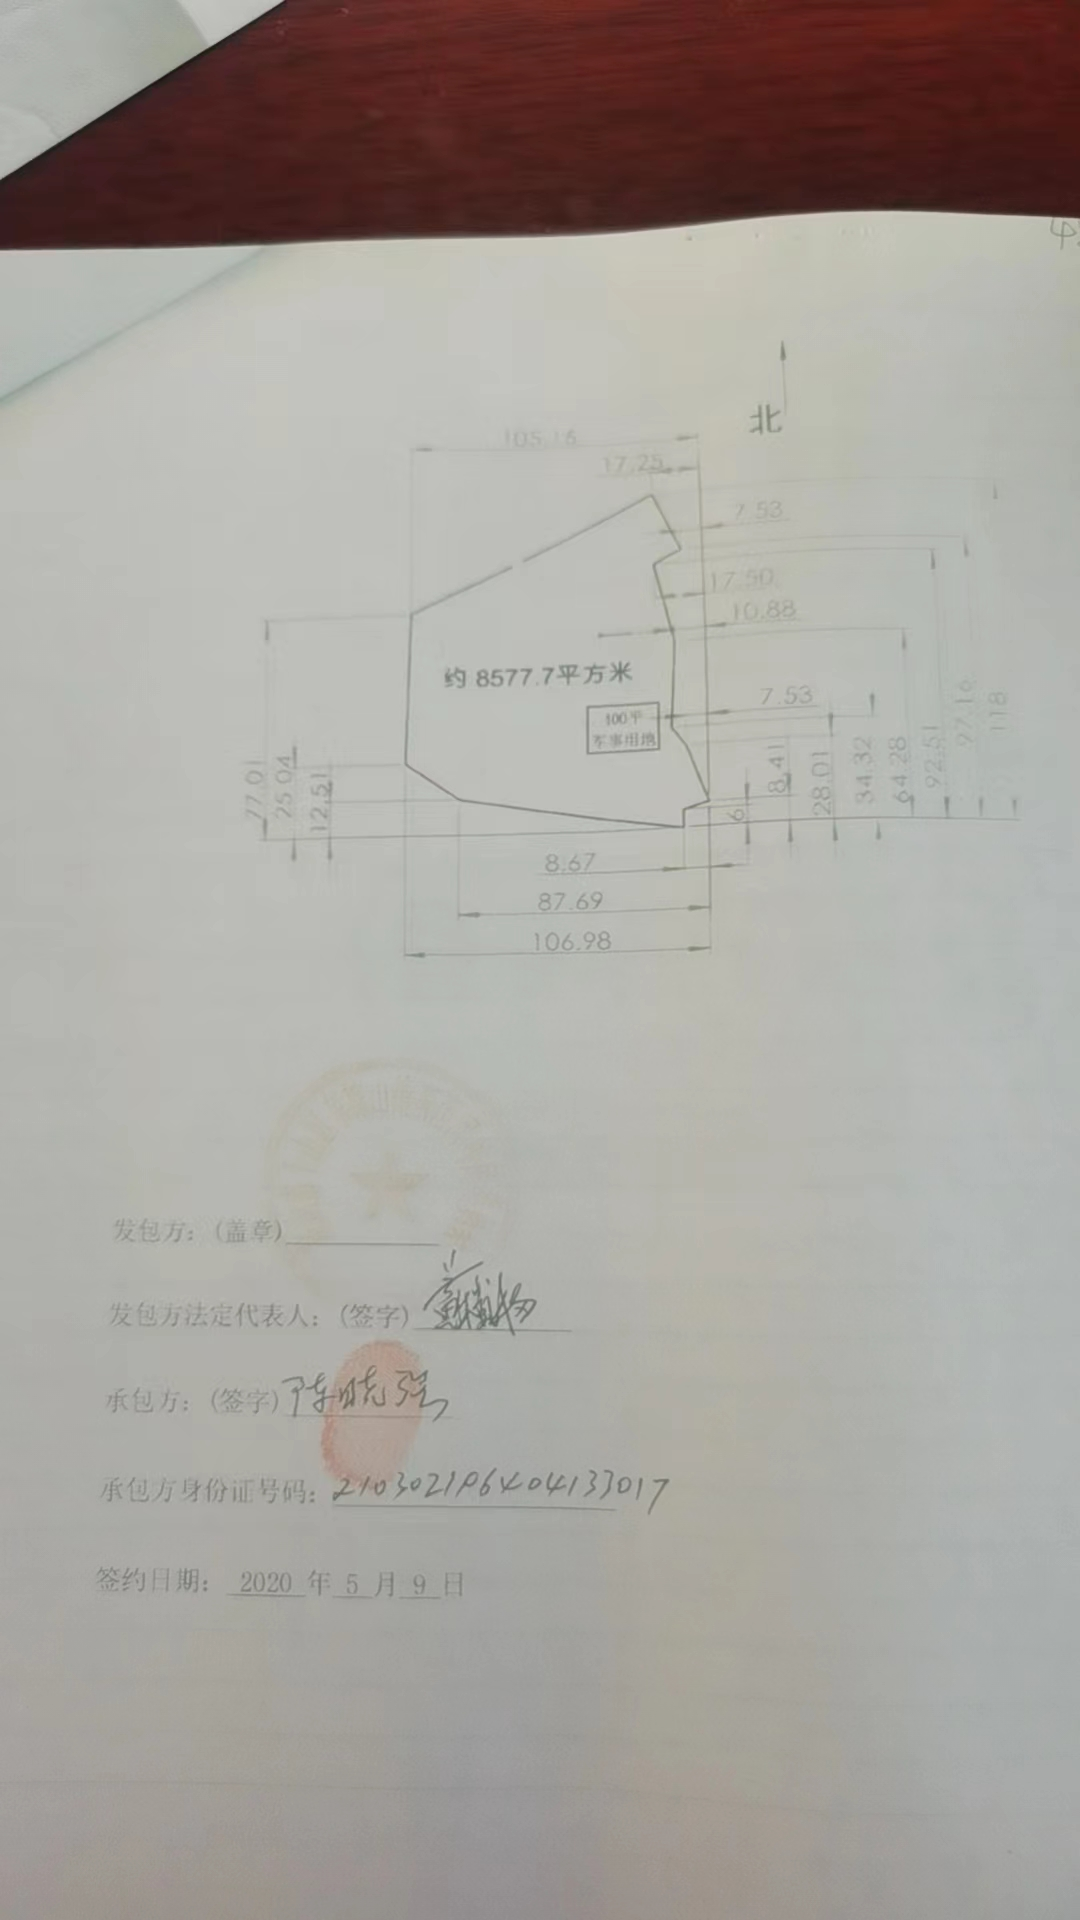 北
105.16
17.25
7.53
17.50
10.88
约 8577.7平方米
7.53
100平
军事用地
77.01
25.04
12.51
6
8.41
28.01
34.32
64.28
92.51
97.16
118
8.67
87.69
106.98
发包方：(盖章)
发包方法定代表人：(签字)
承包方：(签字) 陈晓强
承包方身份证号码：210302196404133017
签约日期： 2020 年 5 月 9 日